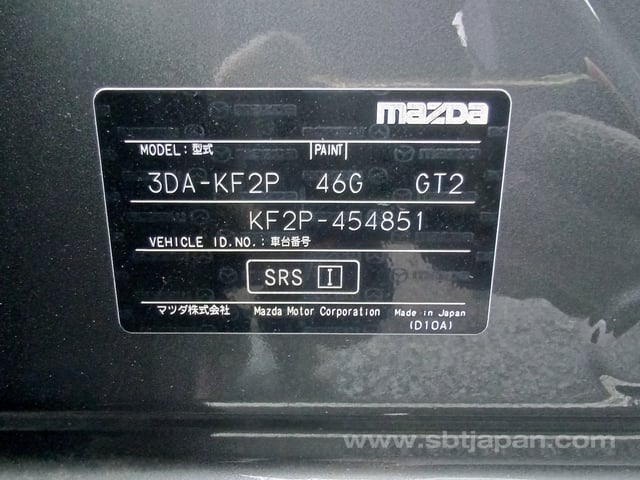 mazda
MODEL: 型式 PAINT
3DA-KF2P 46G GT2
KF2P-454851
VEHICLE ID.NO.: 車台番号
SRS I
マツダ株式会社 Mazda Motor Corporation Made in Japan
(D10A)
www.sbtjapan.com